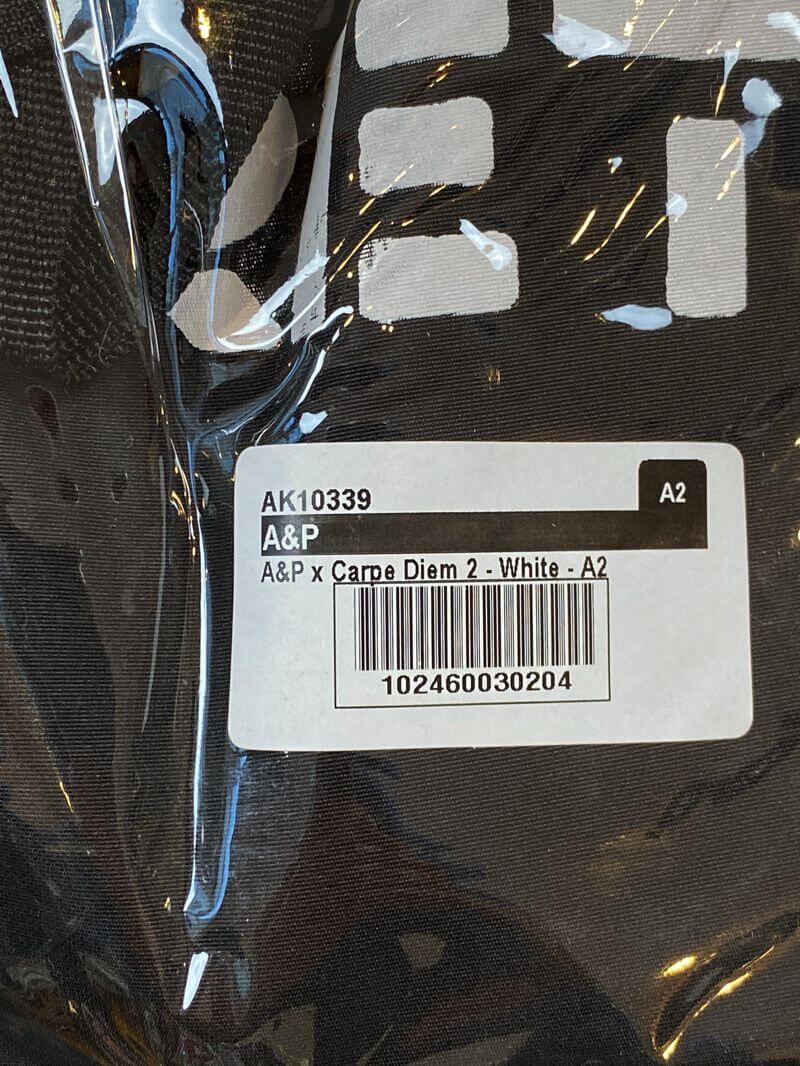 AK10339
A2
A&P
A&P x Carpe Diem 2 - White - A2
102460030204